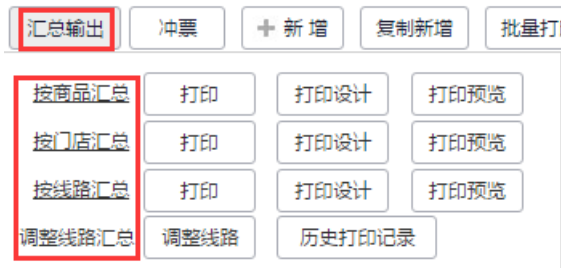 汇总输出 冲票 新增 复制新增 批量打
按商品汇总 打印 打印设计 打印预览
按门店汇总 打印 打印设计 打印预览
按线路汇总 打印 打印设计 打印预览
调整线路汇总 调整线路 历史打印记录